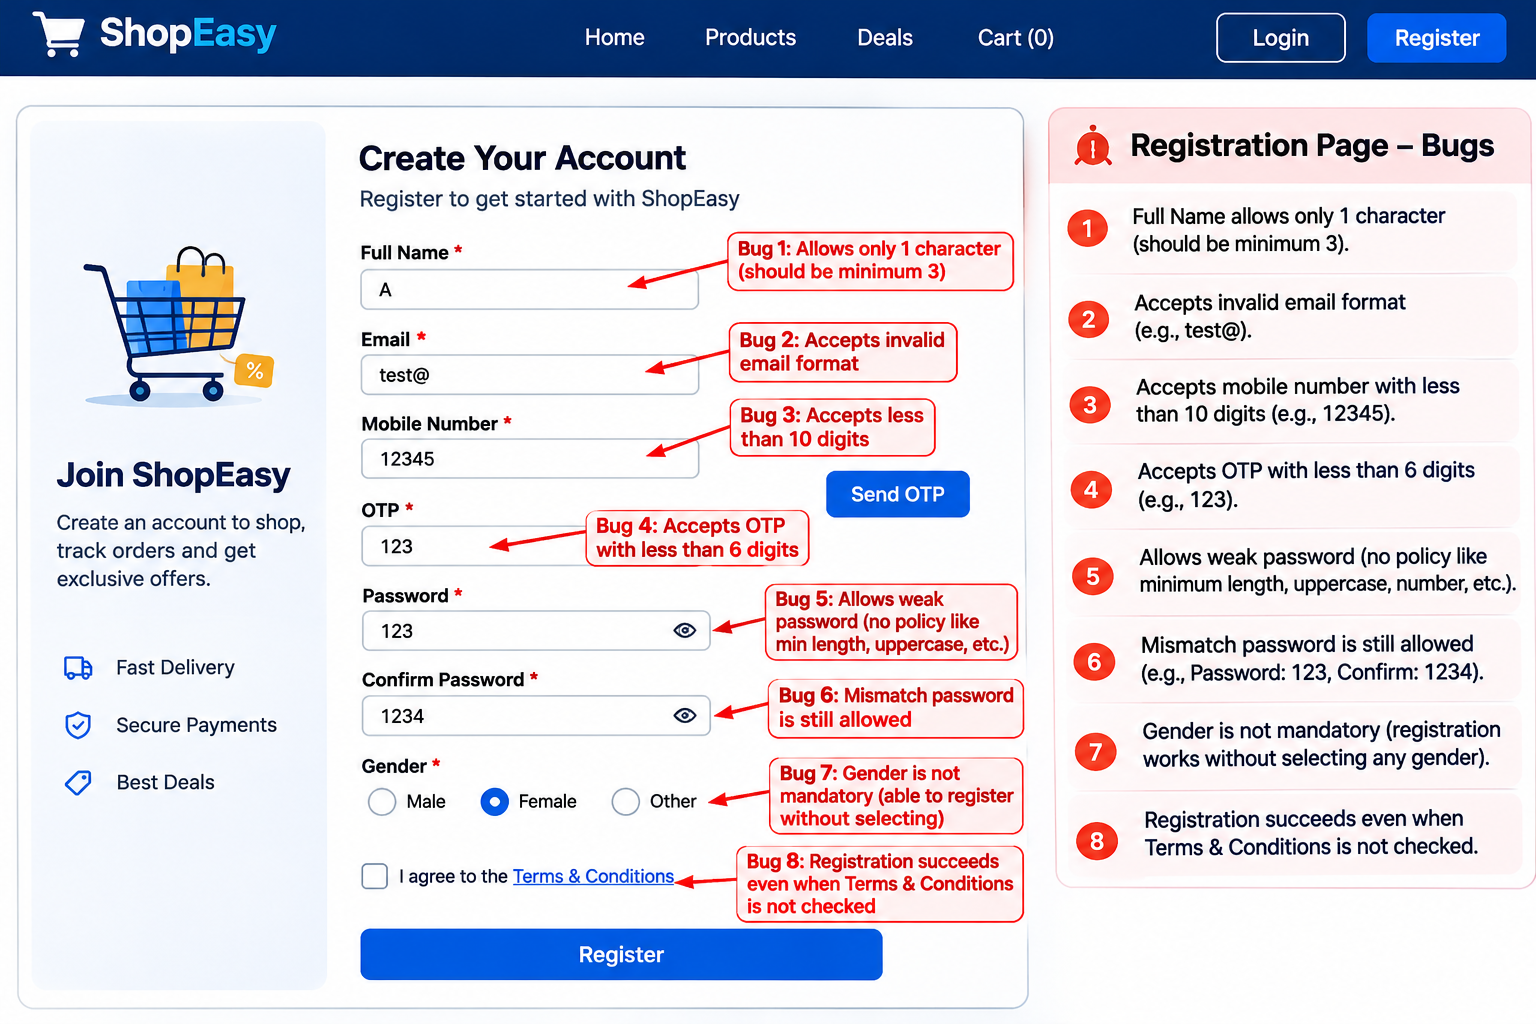 ShopEasy
Home
Products
Deals
Cart (0)
Login
Register
%
Join ShopEasy
Create an account to shop,
track orders and get
exclusive offers.
Fast Delivery
Secure Payments
Best Deals
Create Your Account
Register to get started with ShopEasy
Full Name *
A
Bug 1: Allows only 1 character
(should be minimum 3)
Email *
test@
Bug 2: Accepts invalid
email format
Mobile Number *
12345
Bug 3: Accepts less
than 10 digits
Send OTP
OTP *
123
Bug 4: Accepts OTP
with less than 6 digits
Password *
123
Bug 5: Allows weak
password (no policy like
min length, uppercase, etc.)
Confirm Password *
1234
Bug 6: Mismatch password
is still allowed
Gender *
Male
Female
Other
Bug 7: Gender is not
mandatory (able to register
without selecting)
I agree to the Terms & Conditions
Bug 8: Registration succeeds
even when Terms & Conditions
is not checked
Register
Registration Page – Bugs
1
Full Name allows only 1 character
(should be minimum 3).
2
Accepts invalid email format
(e.g., test@).
3
Accepts mobile number with less
than 10 digits (e.g., 12345).
4
Accepts OTP with less than 6 digits
(e.g., 123).
5
Allows weak password (no policy like
minimum length, uppercase, number, etc.).
6
Mismatch password is still allowed
(e.g., Password: 123, Confirm: 1234).
7
Gender is not mandatory (registration
works without selecting any gender).
8
Registration succeeds even when
Terms & Conditions is not checked.